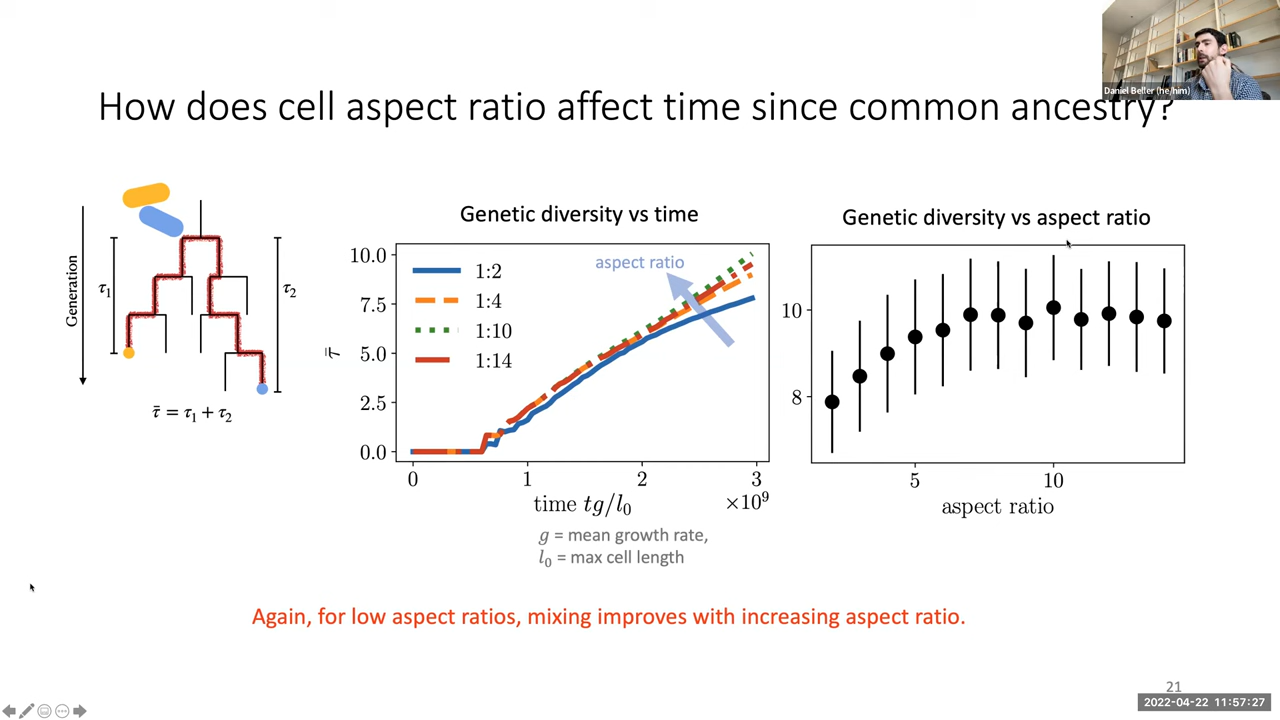 Daniel Beller (he/him)
How does cell aspect ratio affect time since common ancestry?
Generation
τ₁
τ₂
τ̄ = τ₁ + τ₂
Genetic diversity vs time
τ̄
10.0
7.5
5.0
2.5
0.0
1:2
1:4
1:10
1:14
aspect ratio
0 1 2 3
time tg/l₀
×10⁹
g = mean growth rate,
l₀ = max cell length
Genetic diversity vs aspect ratio
10
8
5 10
aspect ratio
Again, for low aspect ratios, mixing improves with increasing aspect ratio.
21
2022-04-22 11:57:27